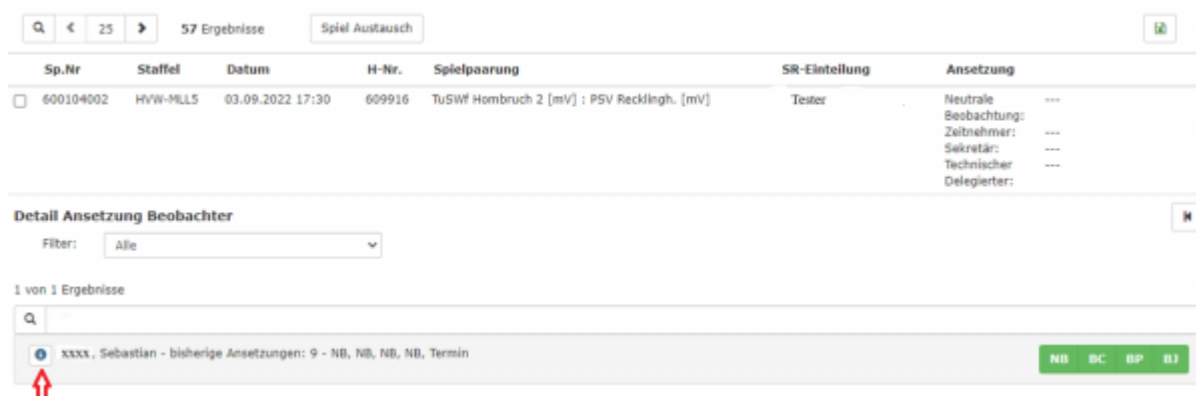 25 57 Ergebnisse Spiel Austausch
Sp.Nr Staffel Datum H-Nr. Spielpaarung SR-Einteilung Ansetzung
600104002 HVW-MLL5 03.09.2022 17:30 609916 TuSWf Hombruch 2 [mV] : PSV Recklingh. [mV] Tester Neutrale ---
Beobachtung:
Zeitnehmer: ---
Sekretär: ---
Technischer ---
Delegierter:
Detail Ansetzung Beobachter
Filter: Alle
1 von 1 Ergebnisse
xxxx, Sebastian - bisherige Ansetzungen: 9 - NB, NB, NB, NB, Termin NB BC BP BJ